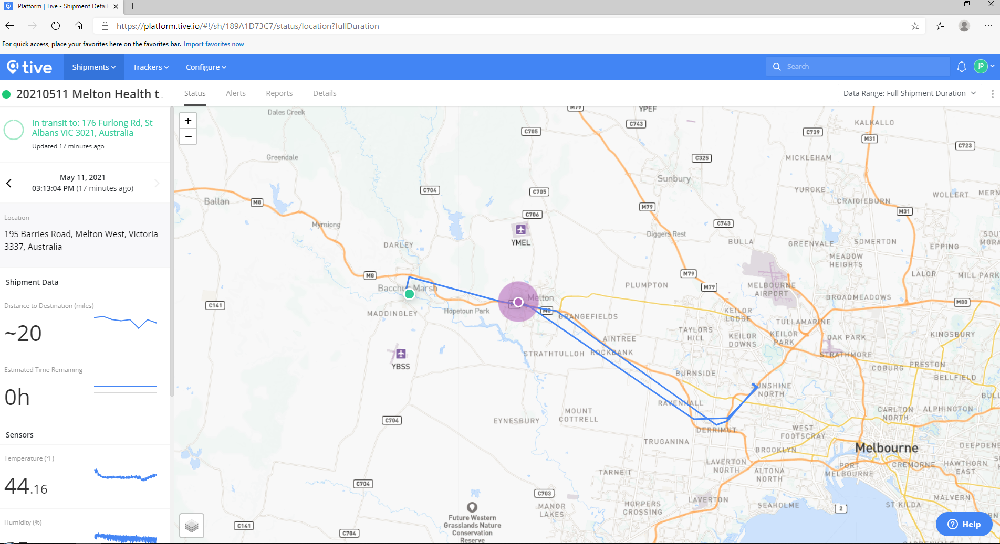 Platform | Tive - Shipment Detail
https://platform.tive.io/#!/sh/189A1D73C7/status/location?fullDuration
For quick access, place your favorites here on the favorites bar. Import favorites now
tive
Shipments
Trackers
Configure
Search
JP
20210511 Melton Health t...
Status
Alerts
Reports
Details
Data Range: Full Shipment Duration
In transit to: 176 Furlong Rd, St
Albans VIC 3021, Australia
Updated 17 minutes ago
May 11, 2021
03:13:04 PM (17 minutes ago)
Location
195 Barries Road, Melton West, Victoria
3337, Australia
Shipment Data
Distance to Destination (miles)
~20
Estimated Time Remaining
0h
Sensors
Temperature (°F)
44.16
Humidity (%)
+
−
Dales Creek
M79
YPEF
C743
KALKALLO
C705
C739
M31
C723
Greendale
C325
MICKLEHAM
Sunbury
C704
C705
YUROKE
WOLLERT
MERN
Ballan
M8
M79
CRAIGIEBURN
M31
C706
Myrniong
C743
YMEL
Diggers Rest
BULLA
GREENVALE
SOMERTON
EPPING
SOU
MORA
DARLEY
MEADOW
HEIGHTS
M8
M79
LALOR
MILL PARK
Bacchus Marsh
PLUMPTON
M79
MELBOURNE
AIRPORT
BROADMEADOWS
M80
C141
Melton
MADDINGLEY
Hopetoun Park
M8
GRANGEFIELDS
KEILOR
LODGE
TULLAMARINE
TAYLORS
HILL
KEILOR
DOWNS
KEILOR
PARK
OAK PARK
KINGSBURY
AINTREE
STRATHTULLOH
ROCKBANK
STRATHMORE
YBSS
COBURG
PRESTON
BURNSIDE
BELLFIELD
SUNSHINE
NORTH
BULL
RAVENHALL
MOUNT
COTTRELL
CARLTON
NORTH
ALPHINGTON
C704
EYNESBURY
DERRIMUT
WEST
FOOTSCRAY
TRUGANINA
BROOKLYN
Melbourne
DEEPDENE
LAVERTON
NORTH
ALTONA
NORTH
PORT
MELBOURNE
CREMORNE
HAWTHORN
EAST
TARNEIT
C704
C703
LAVERTON
MALVERN
MANOR
LAKES
HOPPERS
CROSSING
SEAHOLME
2
ST KILDA
Future Western
Grasslands Nature
Conservation
Reserve
C141
C704
Help